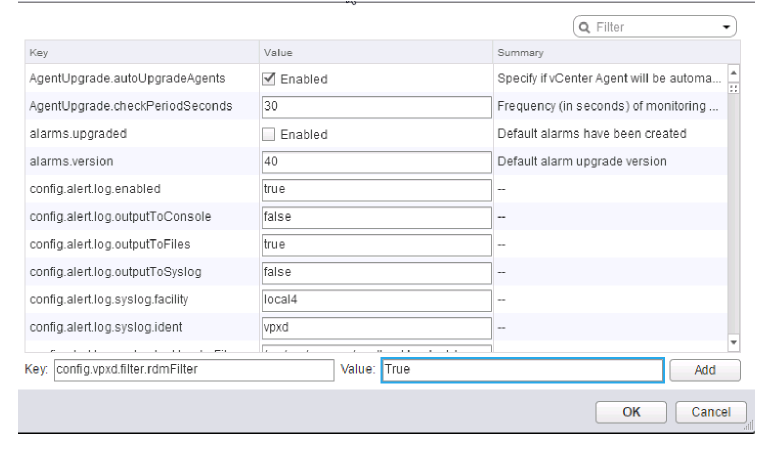 Filter
Key Value Summary
AgentUpgrade.autoUpgradeAgents Enabled Specify if vCenter Agent will be automa...
AgentUpgrade.checkPeriodSeconds 30 Frequency (in seconds) of monitoring ...
alarms.upgraded Enabled Default alarms have been created
alarms.version 40 Default alarm upgrade version
config.alert.log.enabled true --
config.alert.log.outputToConsole false --
config.alert.log.outputToFiles true --
config.alert.log.outputToSyslog false --
config.alert.log.syslog.facility local4 --
config.alert.log.syslog.ident vpxd --
Key: config.vpxd.filter.rdmFilter Value: True Add
OK Cancel